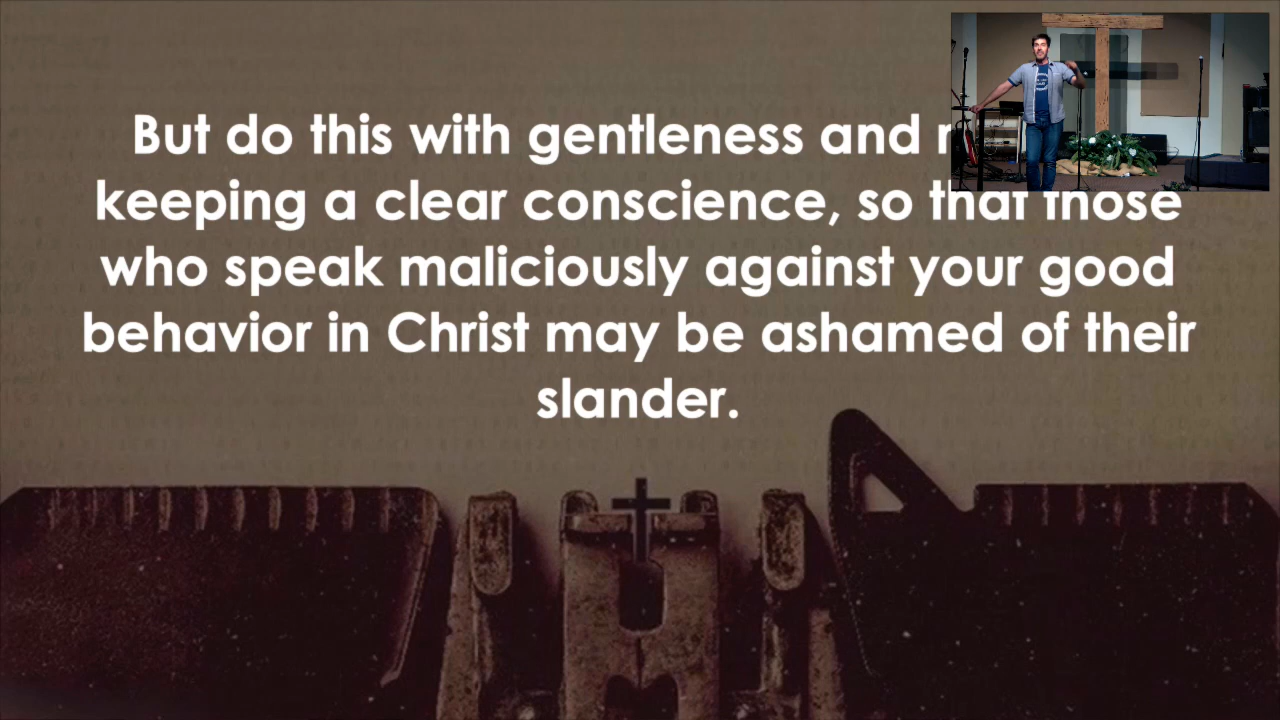 But do this with gentleness and
keeping a clear conscience, so that those
who speak maliciously against your good
behavior in Christ may be ashamed of their
slander.